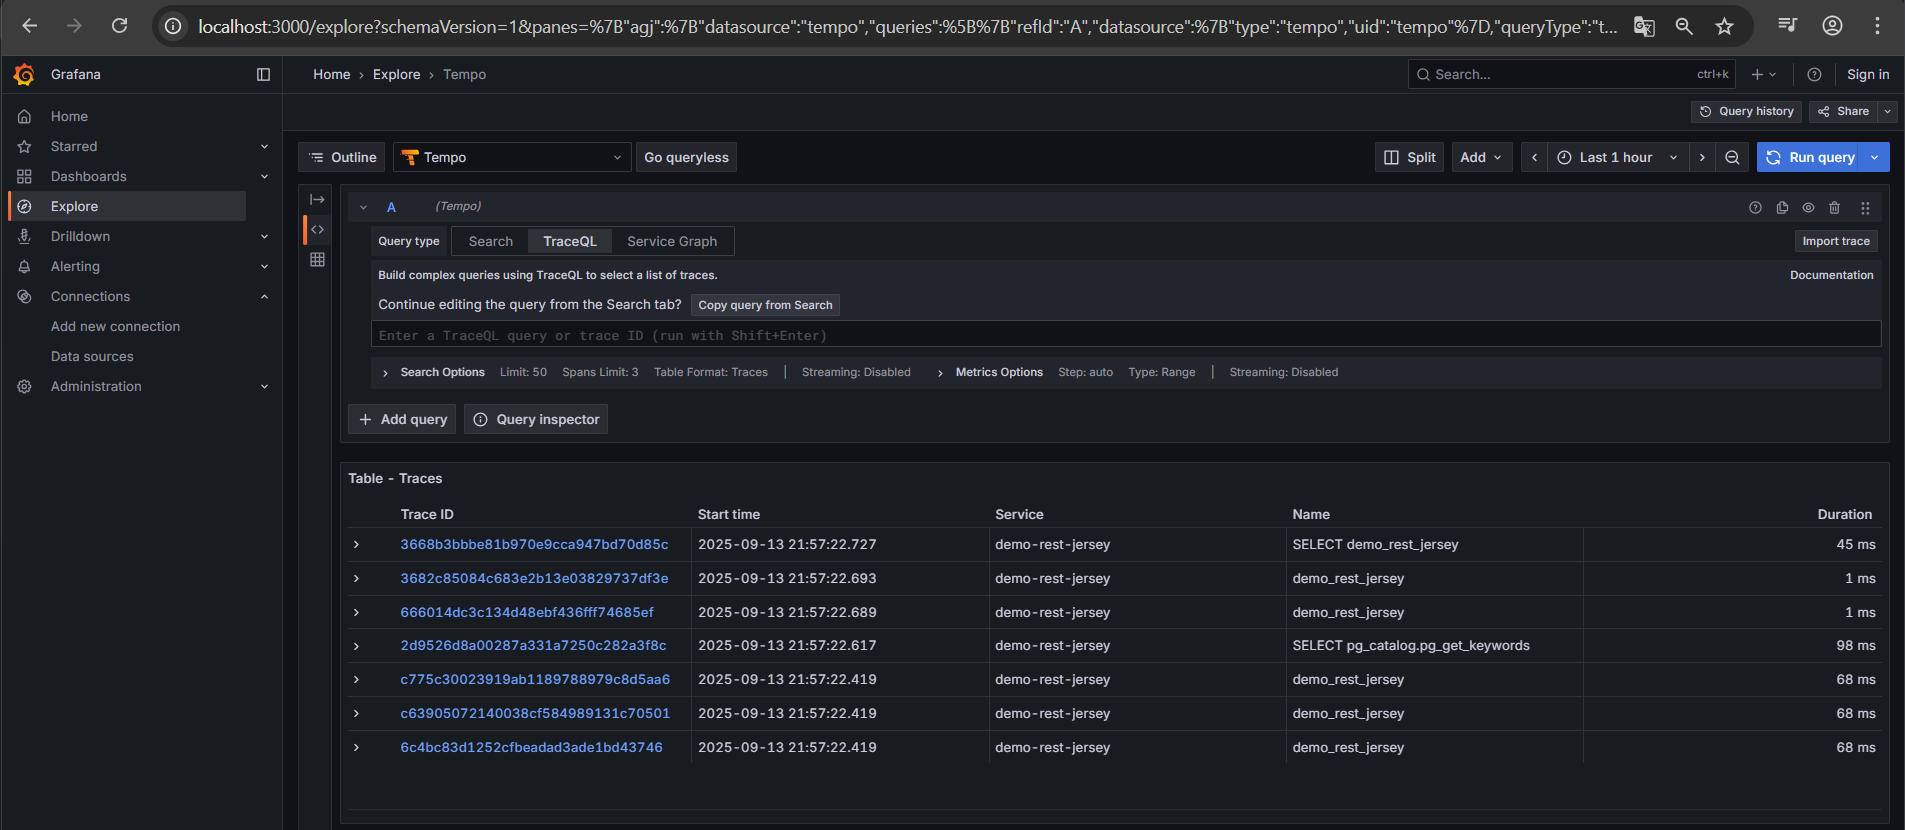 localhost:3000/explore?schemaVersion=1&panes=%7B"agj":%7B"datasource":"tempo","queries":%5B%7B"refId":"A","datasource":%7B"type":"tempo","uid":"tempo"%7D,"queryType":"t...
Grafana
Home › Explore › Tempo
Search...
ctrl+k
Sign in
Query history
Share
Home
Starred
Dashboards
Explore
Drilldown
Alerting
Connections
Add new connection
Data sources
Administration
Outline
Tempo
Go queryless
Split
Add
Last 1 hour
Run query
A
(Tempo)
Query type
Search
TraceQL
Service Graph
Import trace
Build complex queries using TraceQL to select a list of traces.
Documentation
Continue editing the query from the Search tab?
Copy query from Search
Enter a TraceQL query or trace ID (run with Shift+Enter)
Search Options Limit: 50 Spans Limit: 3 Table Format: Traces | Streaming: Disabled
Metrics Options Step: auto Type: Range | Streaming: Disabled
+ Add query
Query inspector
Table - Traces
Trace ID Start time Service Name Duration
3668b3bbbe81b970e9cca947bd70d85c 2025-09-13 21:57:22.727 demo-rest-jersey SELECT demo_rest_jersey 45 ms
3682c85084c683e2b13e03829737df3e 2025-09-13 21:57:22.693 demo-rest-jersey demo_rest_jersey 1 ms
666014dc3c134d48ebf436fff74685ef 2025-09-13 21:57:22.689 demo-rest-jersey demo_rest_jersey 1 ms
2d9526d8a00287a331a7250c282a3f8c 2025-09-13 21:57:22.617 demo-rest-jersey SELECT pg_catalog.pg_get_keywords 98 ms
c775c30023919ab1189788979c8d5aa6 2025-09-13 21:57:22.419 demo-rest-jersey demo_rest_jersey 68 ms
c63905072140038cf584989131c70501 2025-09-13 21:57:22.419 demo-rest-jersey demo_rest_jersey 68 ms
6c4bc83d1252cfbeadad3ade1bd43746 2025-09-13 21:57:22.419 demo-rest-jersey demo_rest_jersey 68 ms